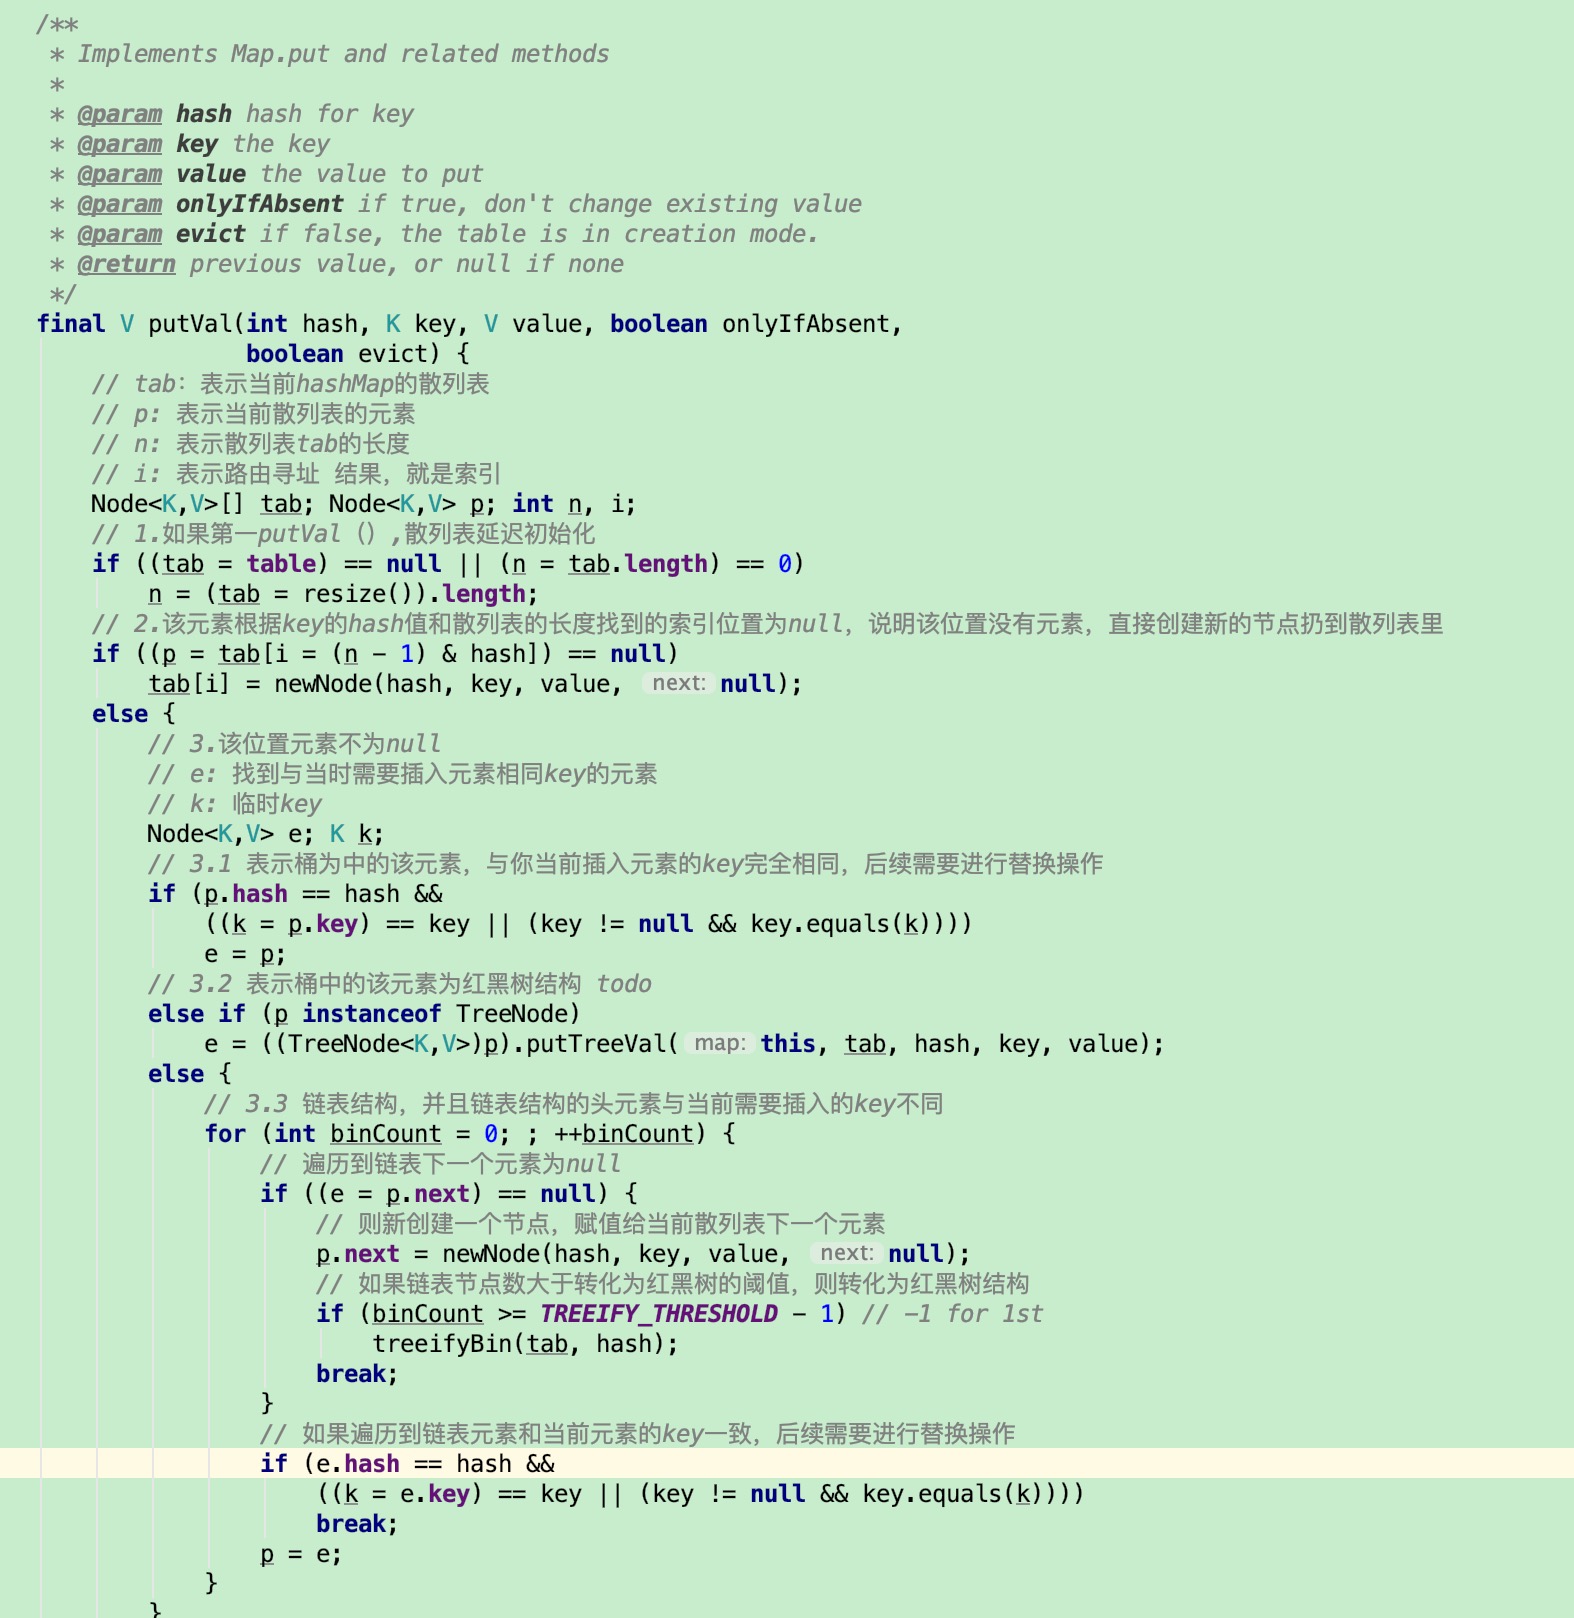 /**
 * Implements Map.put and related methods
 *
 * @param hash hash for key
 * @param key the key
 * @param value the value to put
 * @param onlyIfAbsent if true, don't change existing value
 * @param evict if false, the table is in creation mode.
 * @return previous value, or null if none
 */
final V putVal(int hash, K key, V value, boolean onlyIfAbsent,
               boolean evict) {
    // tab: 表示当前hashMap的散列表
    // p: 表示当前散列表的元素
    // n: 表示散列表tab的长度
    // i: 表示路由寻址 结果，就是索引
    Node<K,V>[] tab; Node<K,V> p; int n, i;
    // 1.如果第一putVal（）,散列表延迟初始化
    if ((tab = table) == null || (n = tab.length) == 0)
        n = (tab = resize()).length;
    // 2.该元素根据key的hash值和散列表的长度找到的索引位置为null，说明该位置没有元素，直接创建新的节点扔到散列表里
    if ((p = tab[i = (n - 1) & hash]) == null)
        tab[i] = newNode(hash, key, value, next: null);
    else {
        // 3.该位置元素不为null
        // e: 找到与当时需要插入元素相同key的元素
        // k: 临时key
        Node<K,V> e; K k;
        // 3.1 表示桶为中的该元素，与你当前插入元素的key完全相同，后续需要进行替换操作
        if (p.hash == hash &&
            ((k = p.key) == key || (key != null && key.equals(k))))
            e = p;
        // 3.2 表示桶中的该元素为红黑树结构 todo
        else if (p instanceof TreeNode)
            e = ((TreeNode<K,V>)p).putTreeVal( map: this, tab, hash, key, value);
        else {
            // 3.3 链表结构，并且链表结构的头元素与当前需要插入的key不同
            for (int binCount = 0; ; ++binCount) {
                // 遍历到链表下一个元素为null
                if ((e = p.next) == null) {
                    // 则新创建一个节点，赋值给当前散列表下一个元素
                    p.next = newNode(hash, key, value, next: null);
                    // 如果链表节点数大于转化为红黑树的阈值，则转化为红黑树结构
                    if (binCount >= TREEIFY_THRESHOLD - 1) // -1 for 1st
                        treeifyBin(tab, hash);
                    break;
                }
                // 如果遍历到链表元素和当前元素的key一致，后续需要进行替换操作
                if (e.hash == hash &&
                    ((k = e.key) == key || (key != null && key.equals(k))))
                    break;
                p = e;
            }
        }